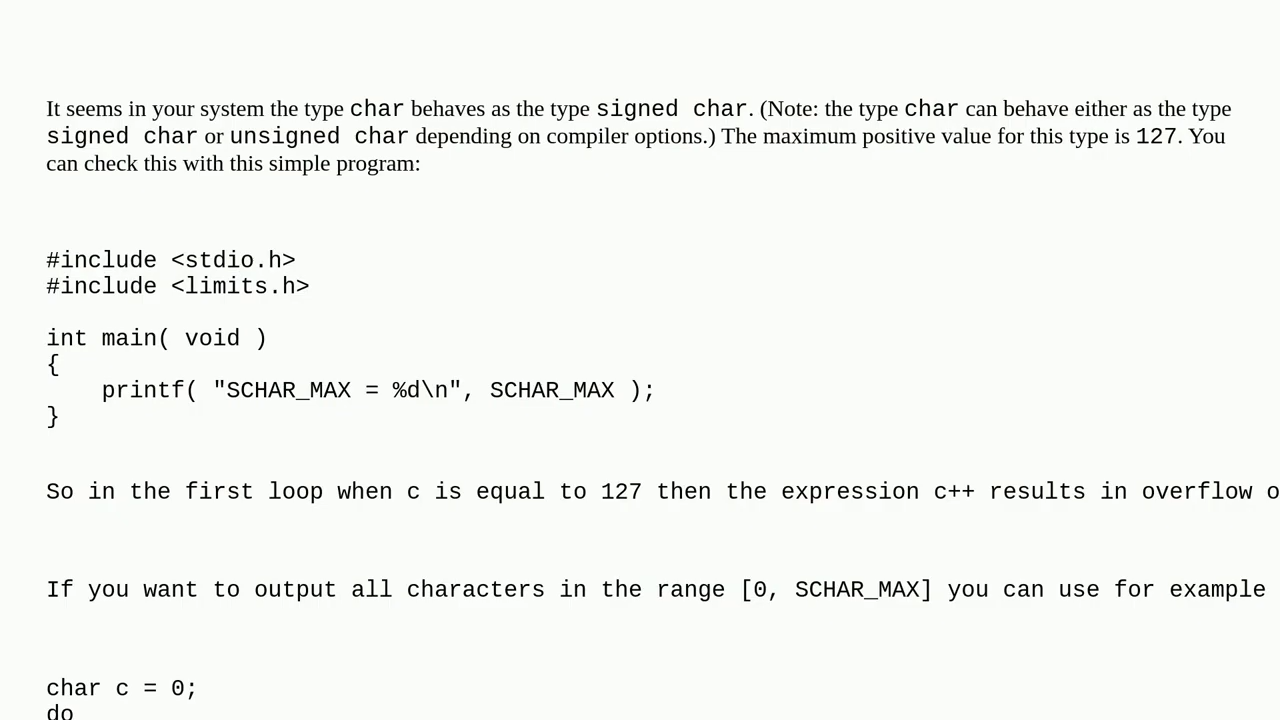 It seems in your system the type char behaves as the type signed char. (Note: the type char can behave either as the type
signed char or unsigned char depending on compiler options.) The maximum positive value for this type is 127. You
can check this with this simple program:
#include <stdio.h>
#include <limits.h>
int main( void )
{
    printf( "SCHAR_MAX = %d\n", SCHAR_MAX );
}
So in the first loop when c is equal to 127 then the expression c++ results in overflow
If you want to output all characters in the range [0, SCHAR_MAX] you can use for example
char c = 0;
do